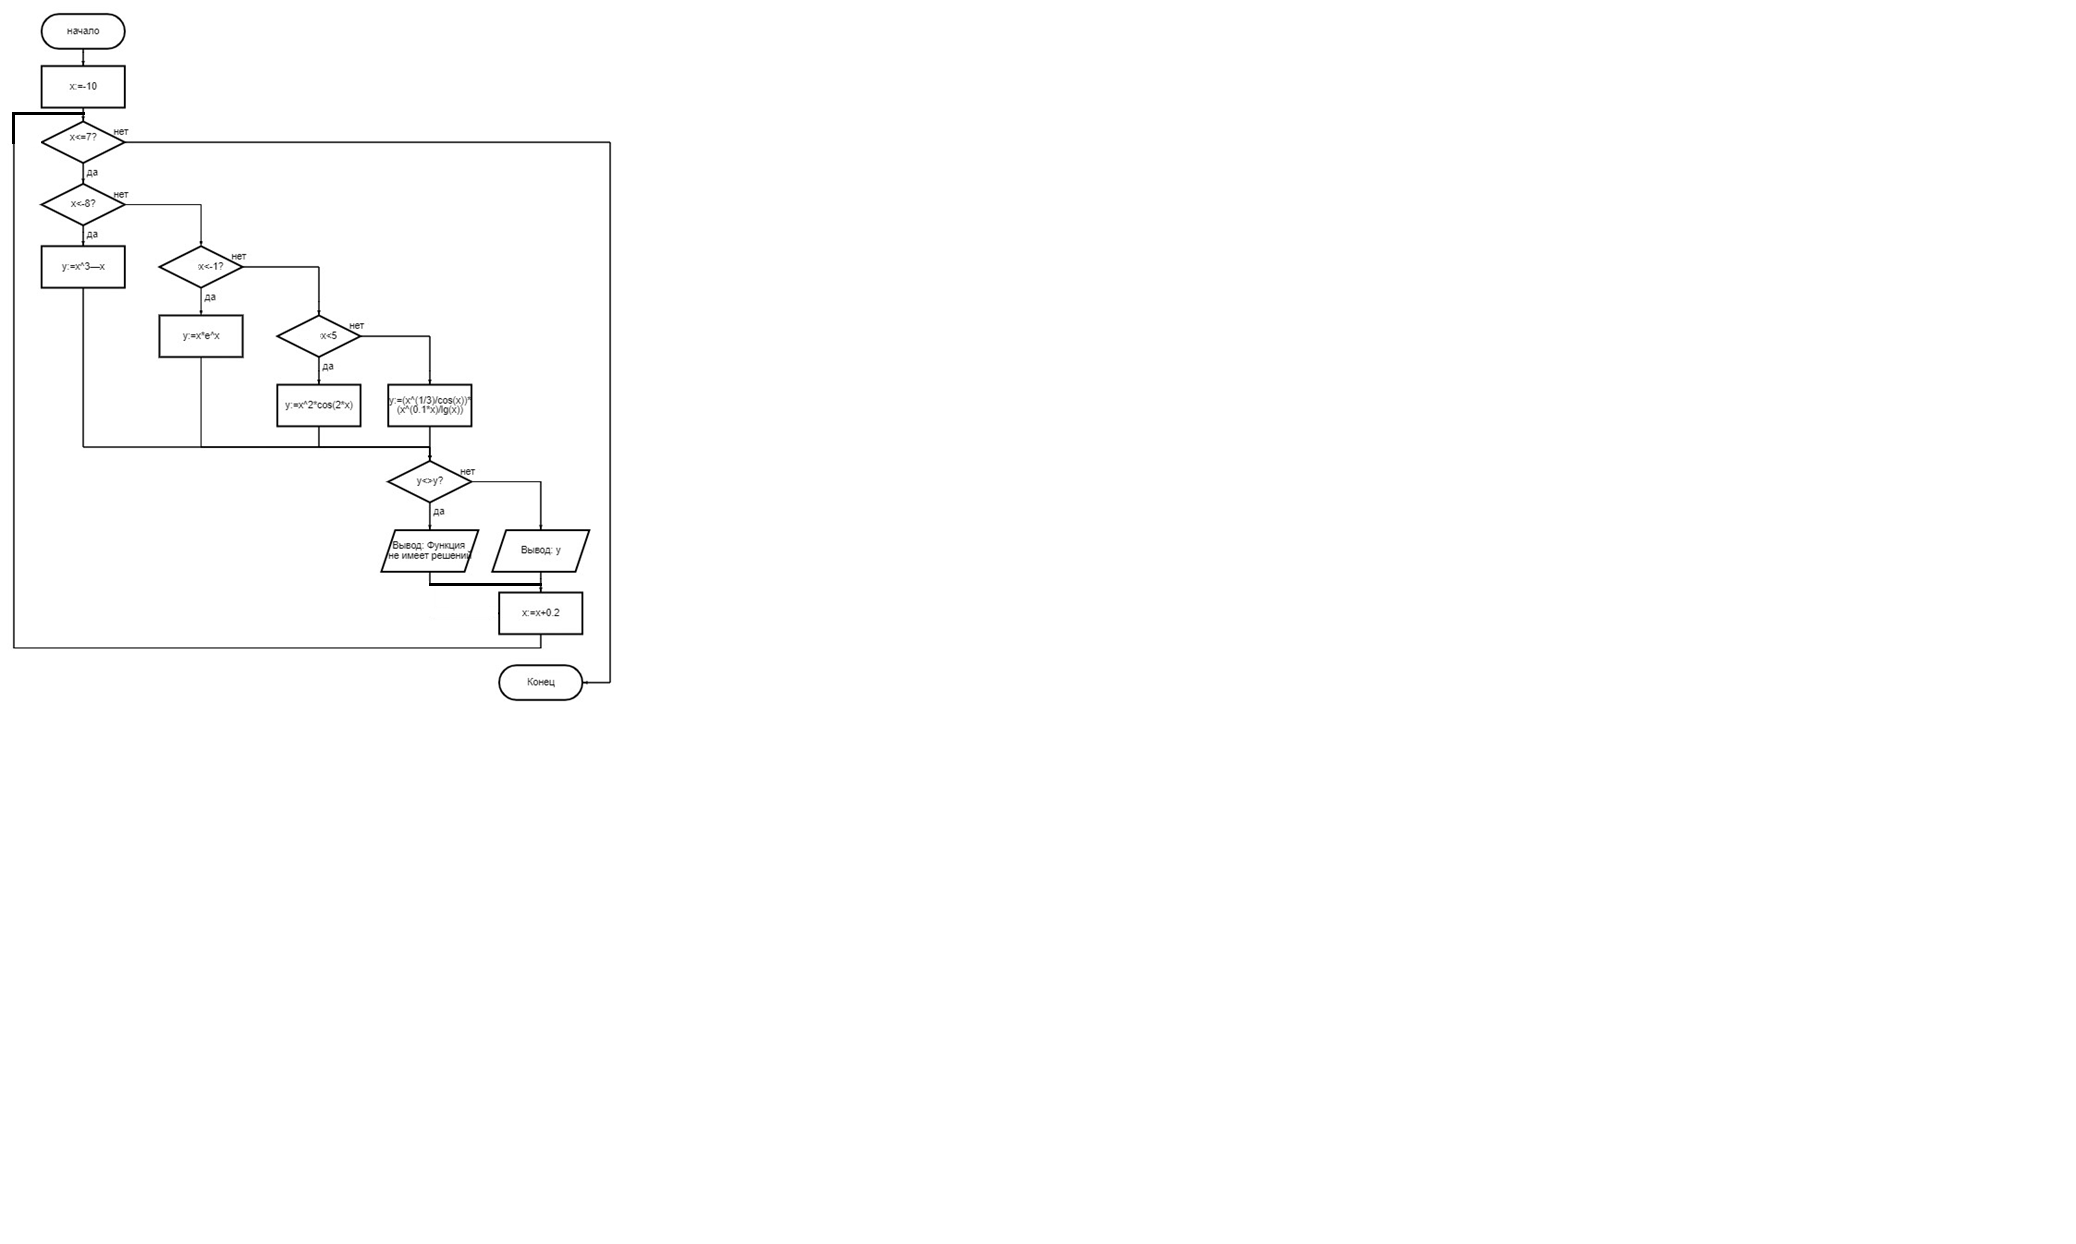 начало
x:=-10
x<=7?
нет
да
x<-8?
нет
да
y:=x^3—x
x<-1?
нет
да
y:=x*e^x
x<5
нет
да
y:=x^2*cos(2*x)
y:=(x^(1/3)/cos(x))*
(x^(0.1*x)/lg(x))
y<>y?
нет
да
Вывод: Функция
не имеет решений
Вывод: y
x:=x+0.2
Конец